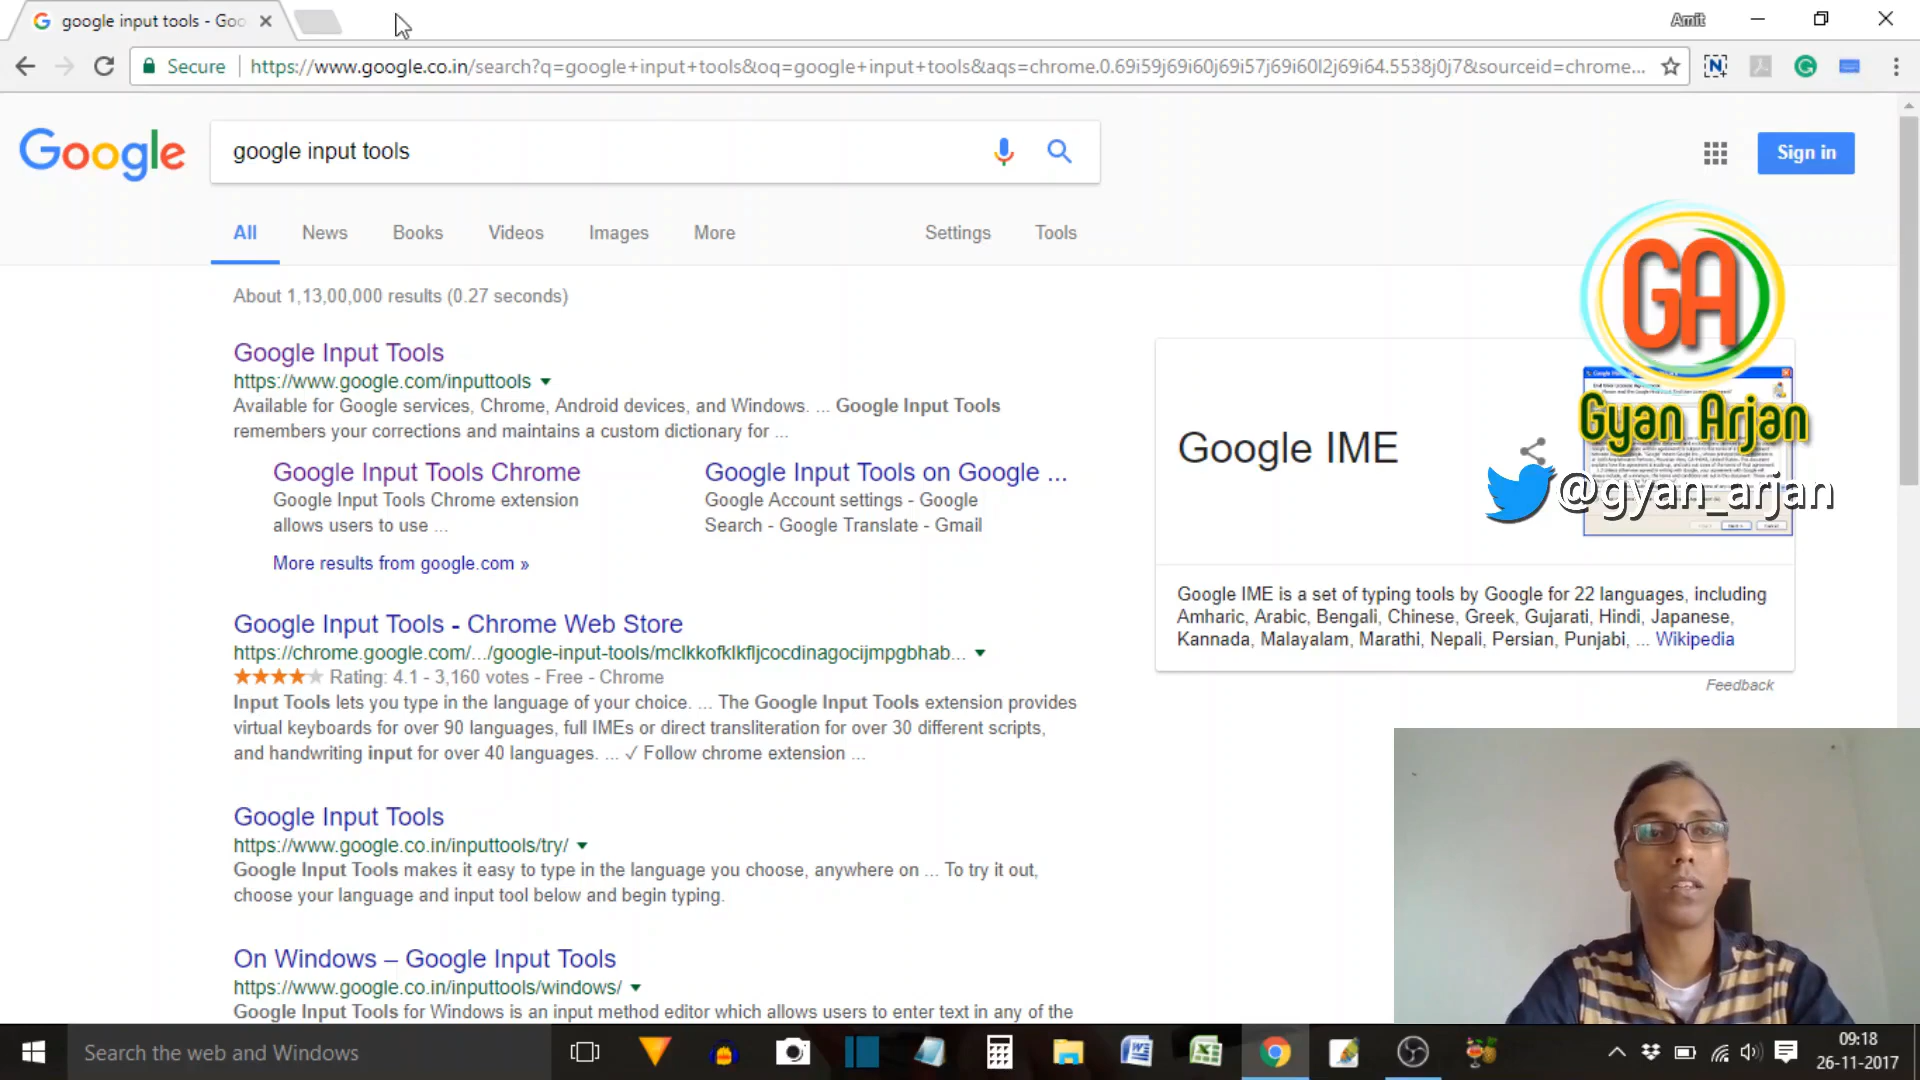 google input tools - Goo
Amit
Secure
https://www.google.co.in/search?q=google+input+tools&oq=google+input+tools&aqs=chrome.0.69i59j69i60j69i57j69i60l2j69i64.5538j0j7&sourceid=chrome...
Google
google input tools
Sign in
All
News
Books
Videos
Images
More
Settings
Tools
About 1,13,00,000 results (0.27 seconds)
Google Input Tools
https://www.google.com/inputtools
Available for Google services, Chrome, Android devices, and Windows. ... Google Input Tools
remembers your corrections and maintains a custom dictionary for ...
Google Input Tools Chrome
Google Input Tools Chrome extension
allows users to use ...
Google Input Tools on Google ...
Google Account settings - Google
Search - Google Translate - Gmail
More results from google.com »
Google Input Tools - Chrome Web Store
https://chrome.google.com/.../google-input-tools/mclkkofklkfljcocdinagocijmpgbhab...
Rating: 4.1 - 3,160 votes - Free - Chrome
Input Tools lets you type in the language of your choice. ... The Google Input Tools extension provides
virtual keyboards for over 90 languages, full IMEs or direct transliteration for over 30 different scripts,
and handwriting input for over 40 languages. ... ✓ Follow chrome extension ...
Google Input Tools
https://www.google.co.in/inputtools/try/
Google Input Tools makes it easy to type in the language you choose, anywhere on ... To try it out,
choose your language and input tool below and begin typing.
On Windows – Google Input Tools
https://www.google.co.in/inputtools/windows/
Google Input Tools for Windows is an input method editor which allows users to enter text in any of the
GA
Gyan Arjan
@gyan_arjan
Google IME
Google IME is a set of typing tools by Google for 22 languages, including
Amharic, Arabic, Bengali, Chinese, Greek, Gujarati, Hindi, Japanese,
Kannada, Malayalam, Marathi, Nepali, Persian, Punjabi, ... Wikipedia
Feedback
Search the web and Windows
09:18
26-11-2017